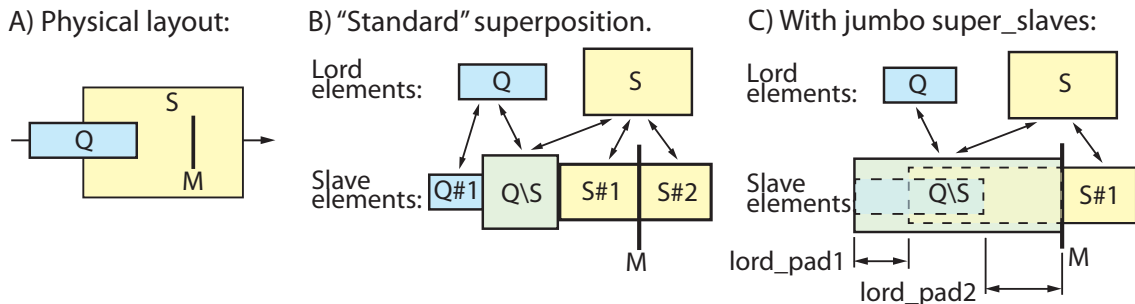 A) Physical layout:
S
Q
M
B) “Standard” superposition.
Lord
elements:
Q
S
Slave
elements:
Q#1
Q\S
S#1
S#2
M
C) With jumbo super_slaves:
Lord
elements:
Q
S
Slave
elements
Q\S
S#1
lord_pad1
M
lord_pad2